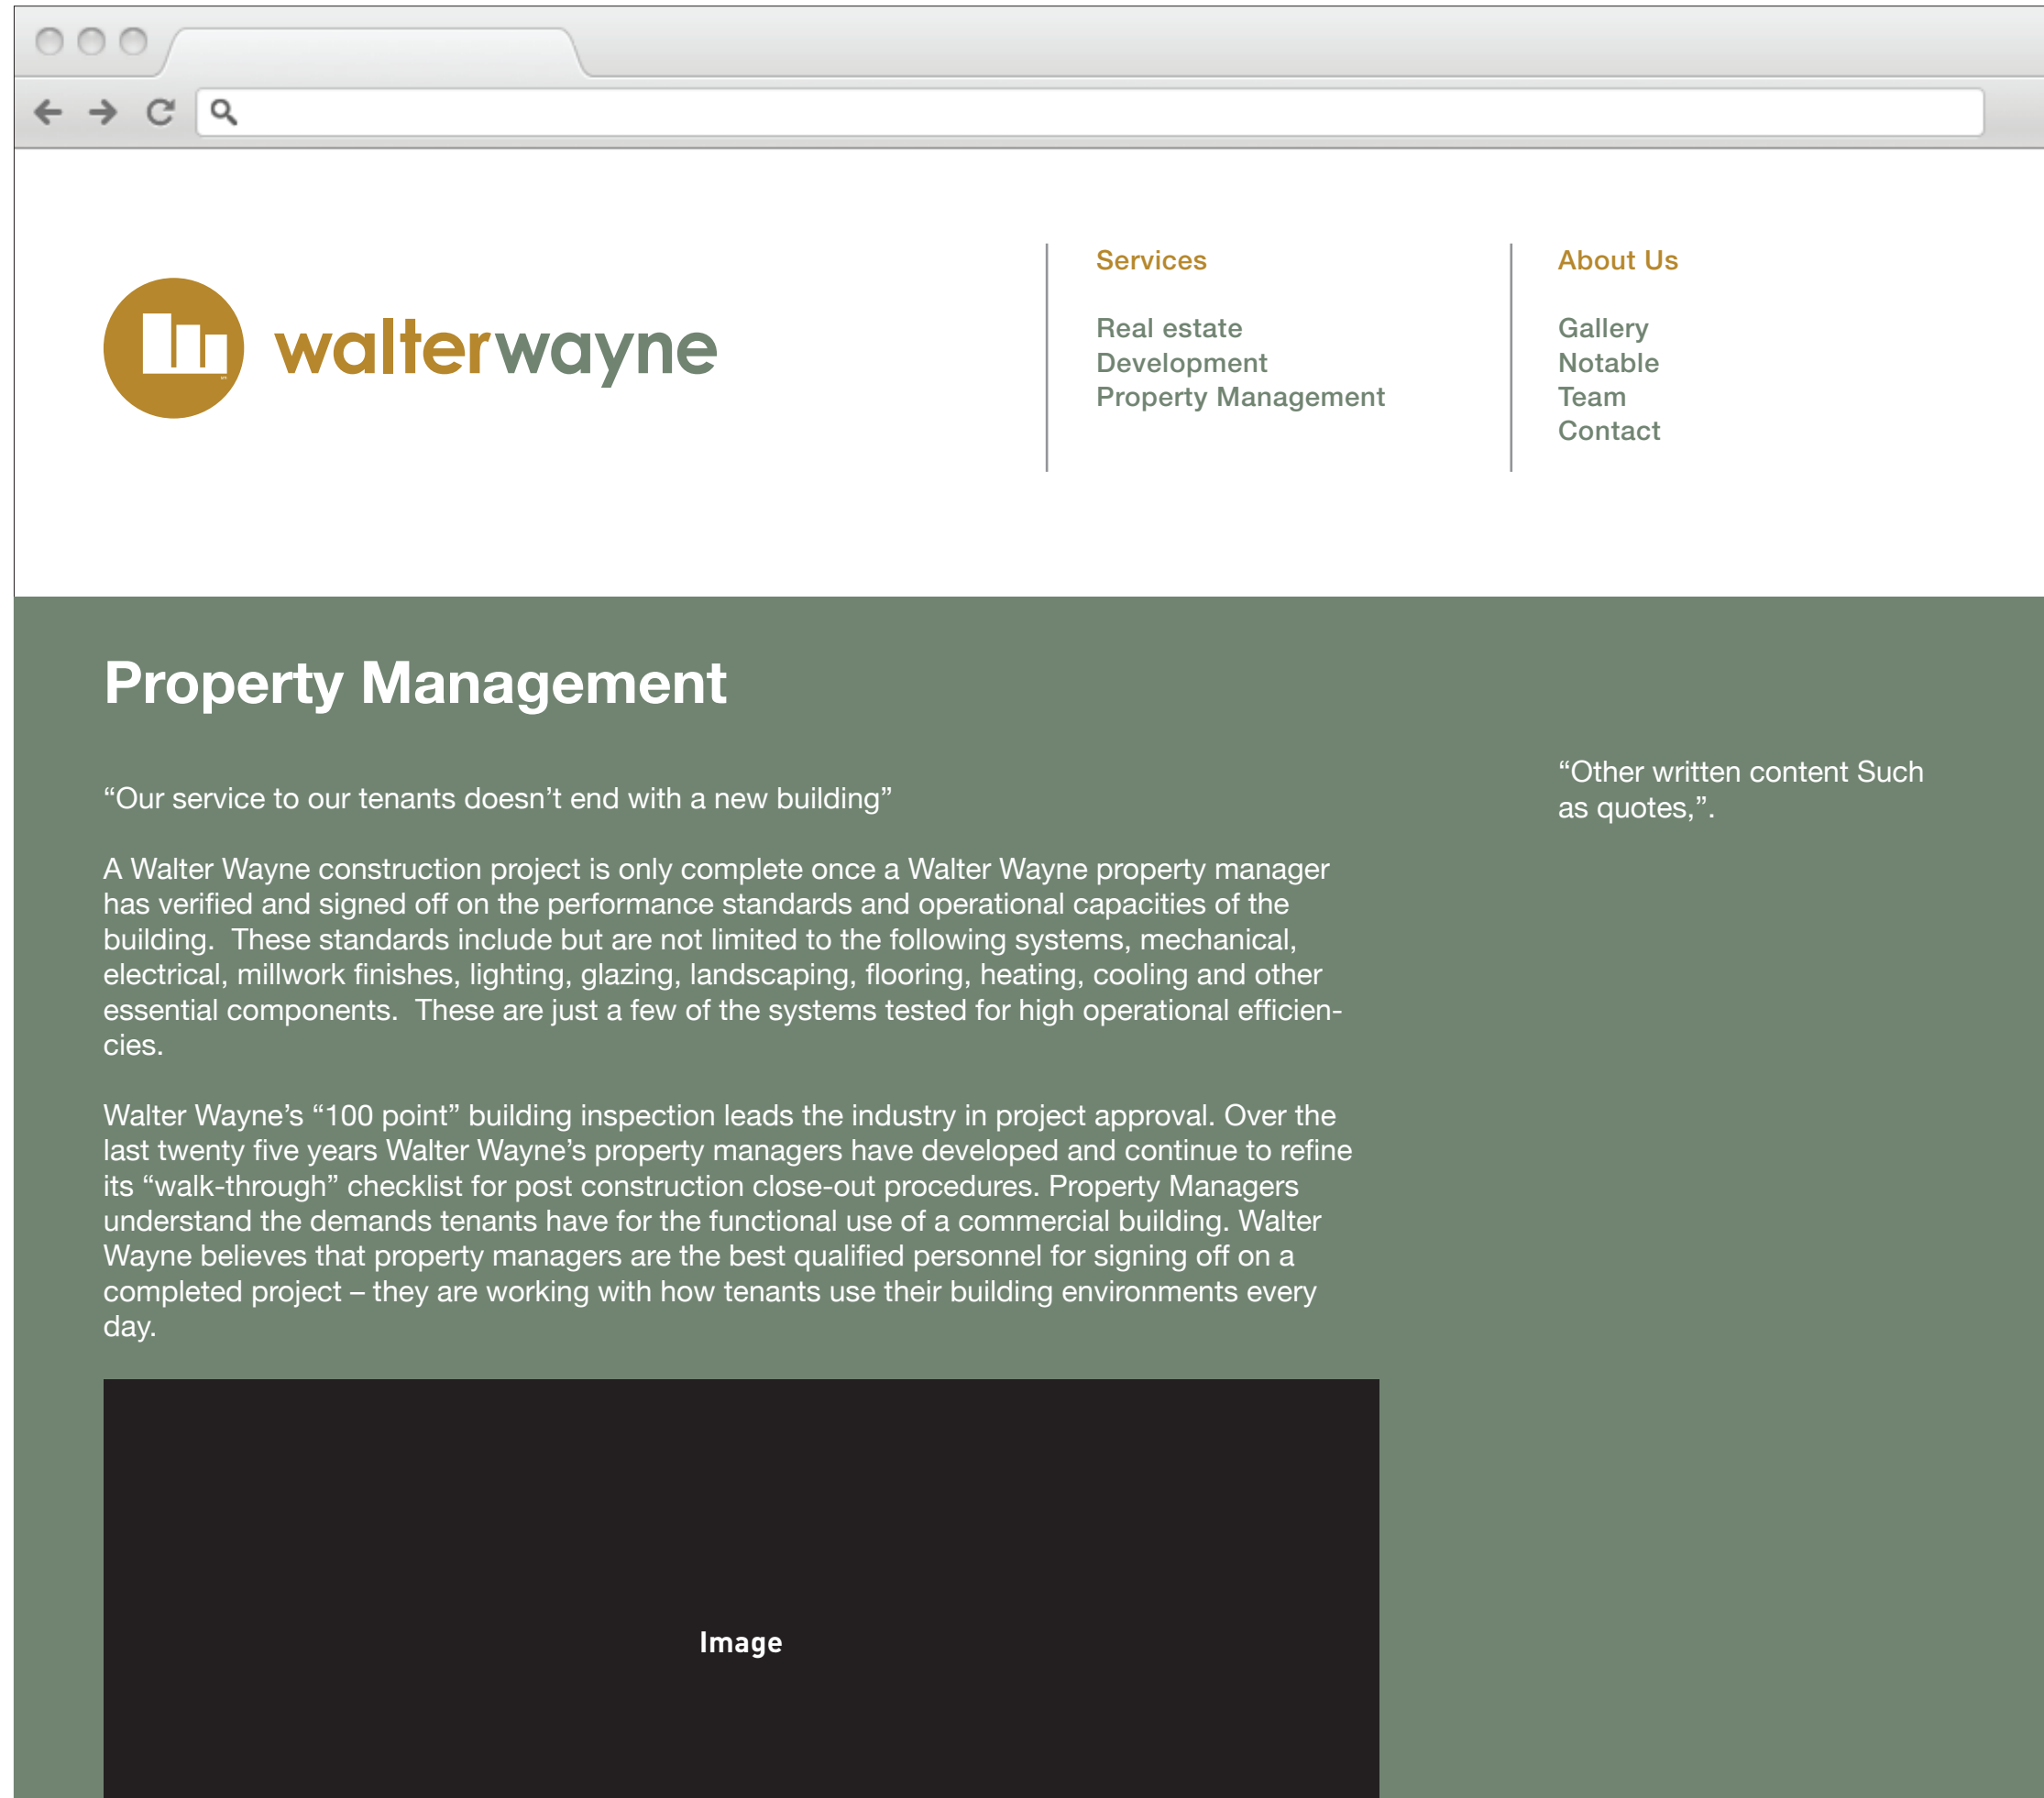 walterwayne
Services
Real estate
Development
Property Management
About Us
Gallery
Notable
Team
Contact
Property Management
“Our service to our tenants doesn’t end with a new building”
A Walter Wayne construction project is only complete once a Walter Wayne property manager
has verified and signed off on the performance standards and operational capacities of the
building.  These standards include but are not limited to the following systems, mechanical,
electrical, millwork finishes, lighting, glazing, landscaping, flooring, heating, cooling and other
essential components.  These are just a few of the systems tested for high operational efficien-
cies.
Walter Wayne’s “100 point” building inspection leads the industry in project approval. Over the
last twenty five years Walter Wayne’s property managers have developed and continue to refine
its “walk-through” checklist for post construction close-out procedures. Property Managers
understand the demands tenants have for the functional use of a commercial building. Walter
Wayne believes that property managers are the best qualified personnel for signing off on a
completed project – they are working with how tenants use their building environments every
day.
“Other written content Such
as quotes,”.
Image